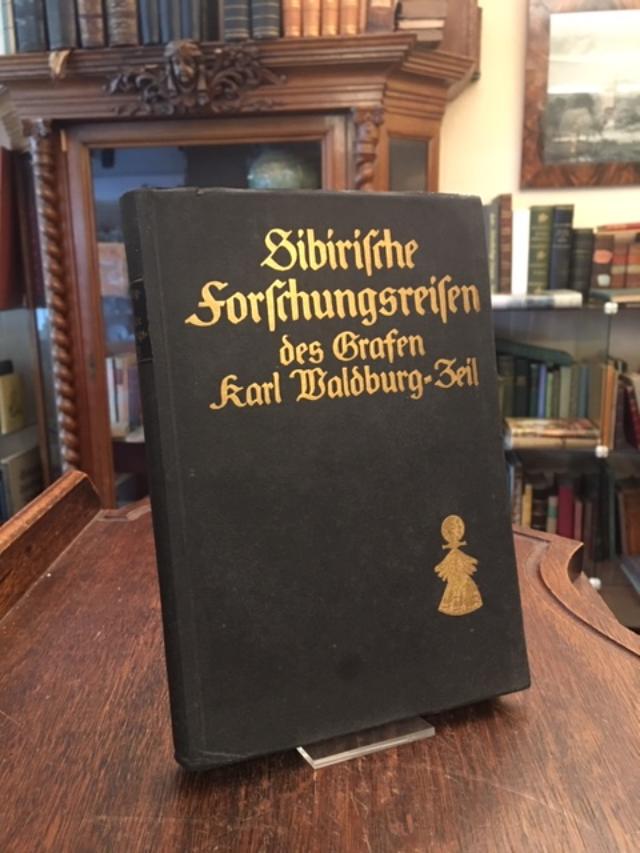 Sibirische
Forschungsreisen
des Grafen
Karl Waldburg-Zeil